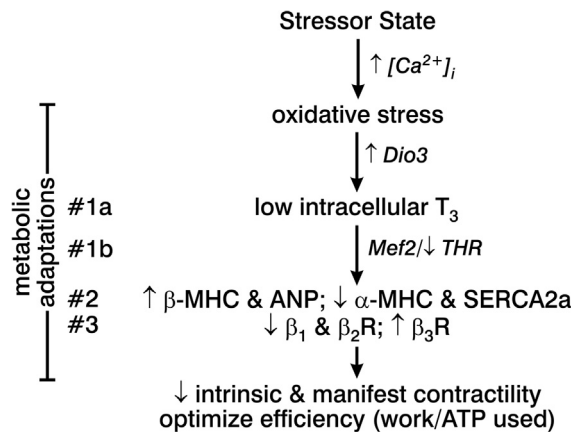 Stressor State
↑ [Ca²⁺]ᵢ
oxidative stress
↑ Dio3
metabolic
adaptations
#1a low intracellular T₃
#1b Mef2/↓ THR
#2 ↑ β-MHC & ANP; ↓ α-MHC & SERCA2a
#3 ↓ β₁ & β₂R; ↑ β₃R
↓ intrinsic & manifest contractility
optimize efficiency (work/ATP used)